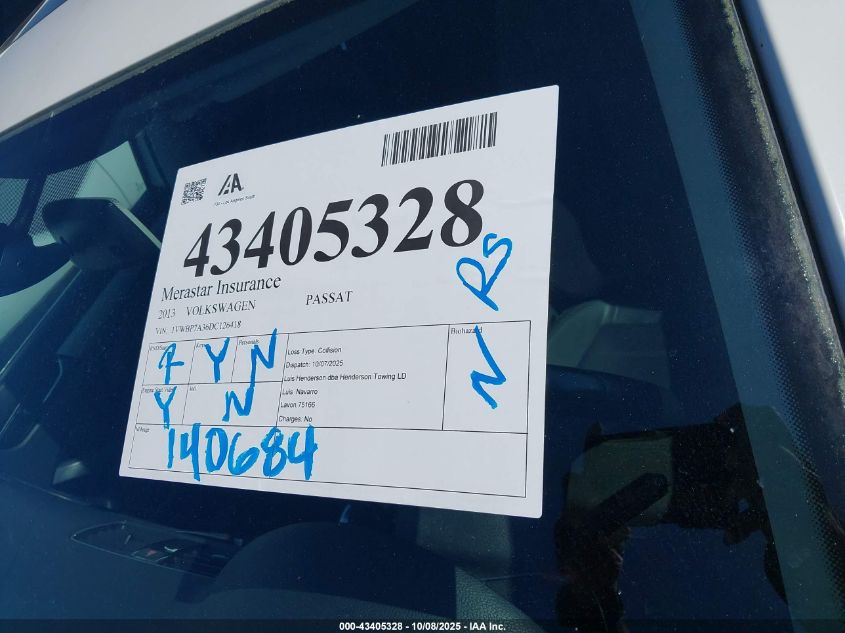 IAA
43405328
RS
Merastar Insurance
2013 VOLKSWAGEN PASSAT
VIN: 1VWBP7A36DC126418
R Y N
Loss Type: Collision
Dispatch: 10/07/2025
Luis Henderson dba Henderson Towing LD
Biohazard
N
Y N
Luis Navarro
Lavon 75166
Charges: No
140684
000-43405328 - 10/08/2025 - IAA Inc.